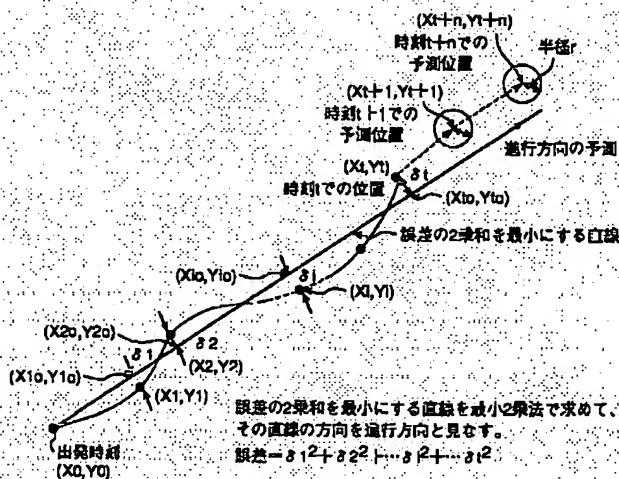 (Xt+n,Yt+n)
時刻t+nでの
予測位置
半径r
(Xt+1,Yt+1)
時刻t+1での
予測位置
進行方向の予測
(Xt,Yt)
δt
時刻tでの位置
(Xto,Yto)
誤差の2乗和を最小にする直線
(Xio,Yio)
δi
(Xi,Yi)
(X2o,Y2o)
δ1
δ2
(X2,Y2)
(X1o,Y1o)
(X1,Y1)
出発時刻
(X0,Y0)
誤差の2乗和を最小にする直線を最小2乗法で求めて、
その直線の方向を進行方向と見なす。
誤差=δ1²+δ2²+…δi²+…δt²